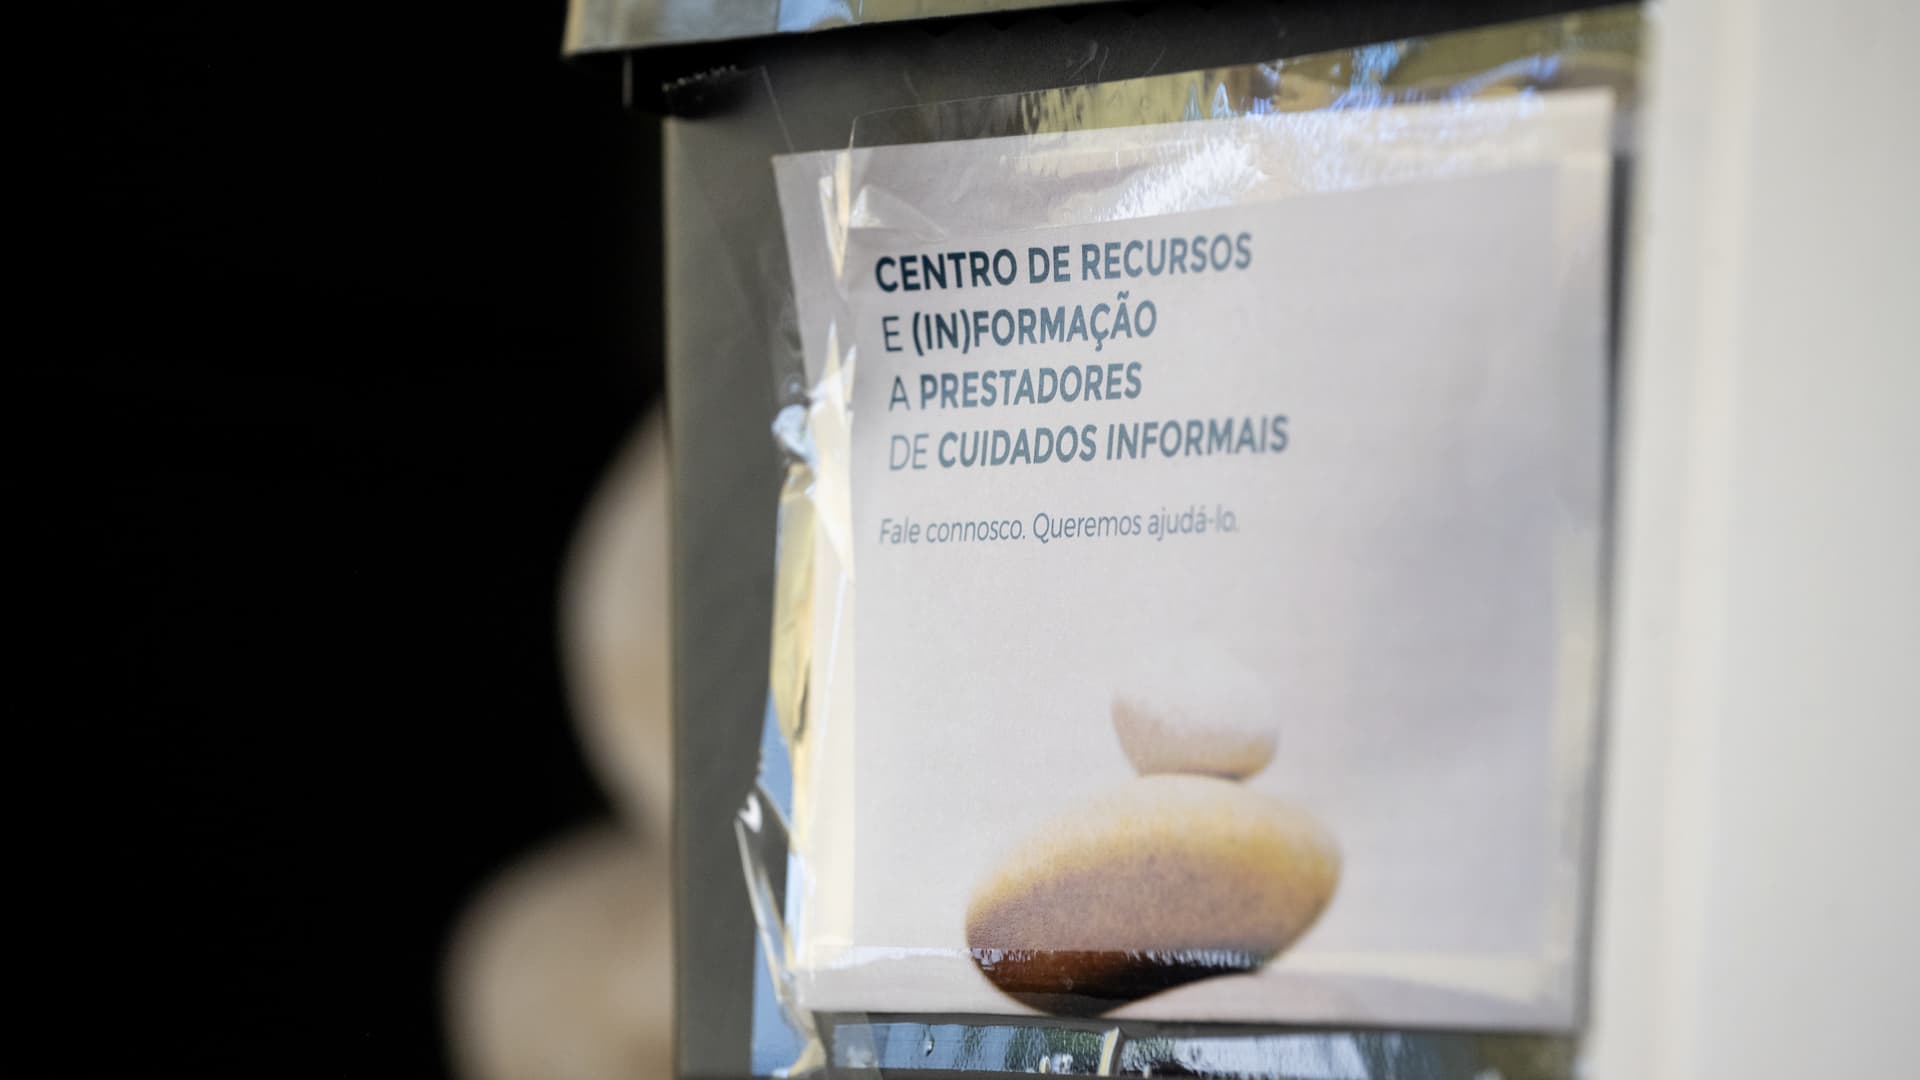 CENTRO DE RECURSOS
E (IN)FORMAÇÃO
A PRESTADORES
DE CUIDADOS INFORMAIS
Fale connosco. Queremos ajudá-lo.